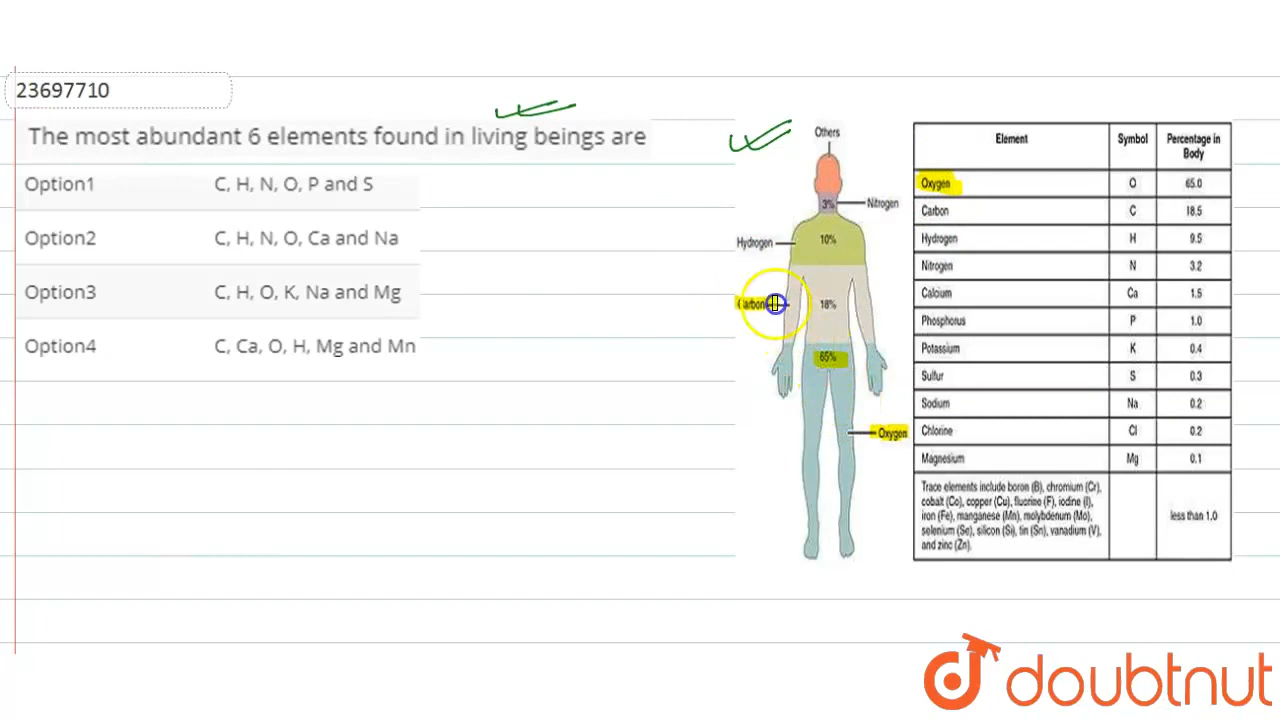 23697710
The most abundant 6 elements found in living beings are
Option1 C, H, N, O, P and S
Option2 C, H, N, O, Ca and Na
Option3 C, H, O, K, Na and Mg
Option4 C, Ca, O, H, Mg and Mn
Others
3% Nitrogen
Hydrogen 10%
Carbon 18%
65%
Oxygen
Element Symbol Percentage in
Body
Oxygen O 65.0
Carbon C 18.5
Hydrogen H 9.5
Nitrogen N 3.2
Calcium Ca 1.5
Phosphorus P 1.0
Potassium K 0.4
Sulfur S 0.3
Sodium Na 0.2
Chlorine Cl 0.2
Magnesium Mg 0.1
Trace elements include boron (B), chromium (Cr),
cobalt (Co), copper (Cu), fluorine (F), iodine (I),
iron (Fe), manganese (Mn), molybdenum (Mo), less than 1.0
selenium (Se), silicon (Si), tin (Sn), vanadium (V),
and zinc (Zn).
doubtnut